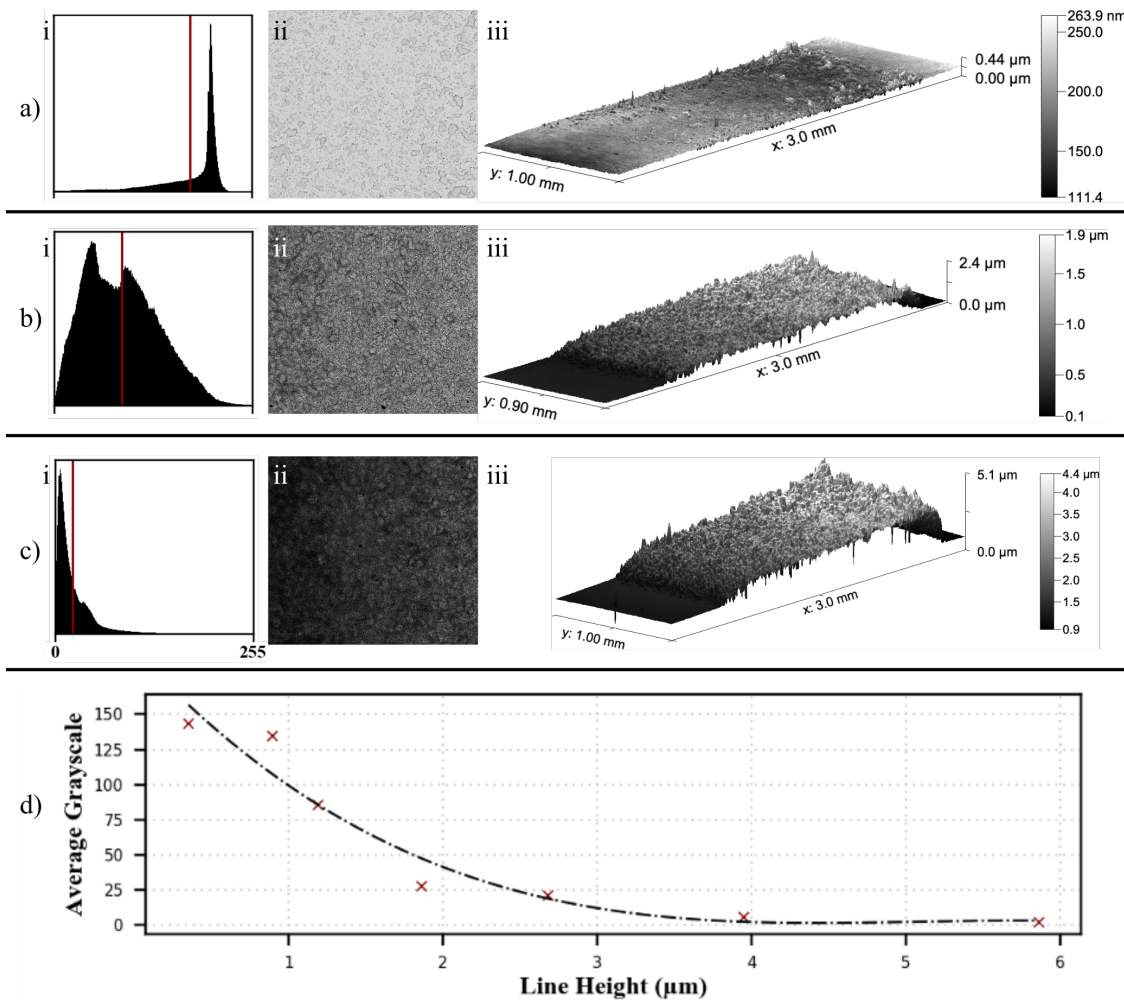 a)
i
ii
iii
y: 1.00 mm
x: 3.0 mm
0.44 µm
0.00 µm
263.9 nm
250.0
200.0
150.0
111.4
b)
i
ii
iii
y: 0.90 mm
x: 3.0 mm
2.4 µm
0.0 µm
1.9 µm
1.5
1.0
0.5
0.1
c)
i
ii
iii
0
255
y: 1.00 mm
x: 3.0 mm
5.1 µm
0.0 µm
4.4 µm
4.0
3.5
3.0
2.5
2.0
1.5
0.9
d)
Average Grayscale
150
125
100
75
50
25
0
1 2 3 4 5 6
Line Height (µm)